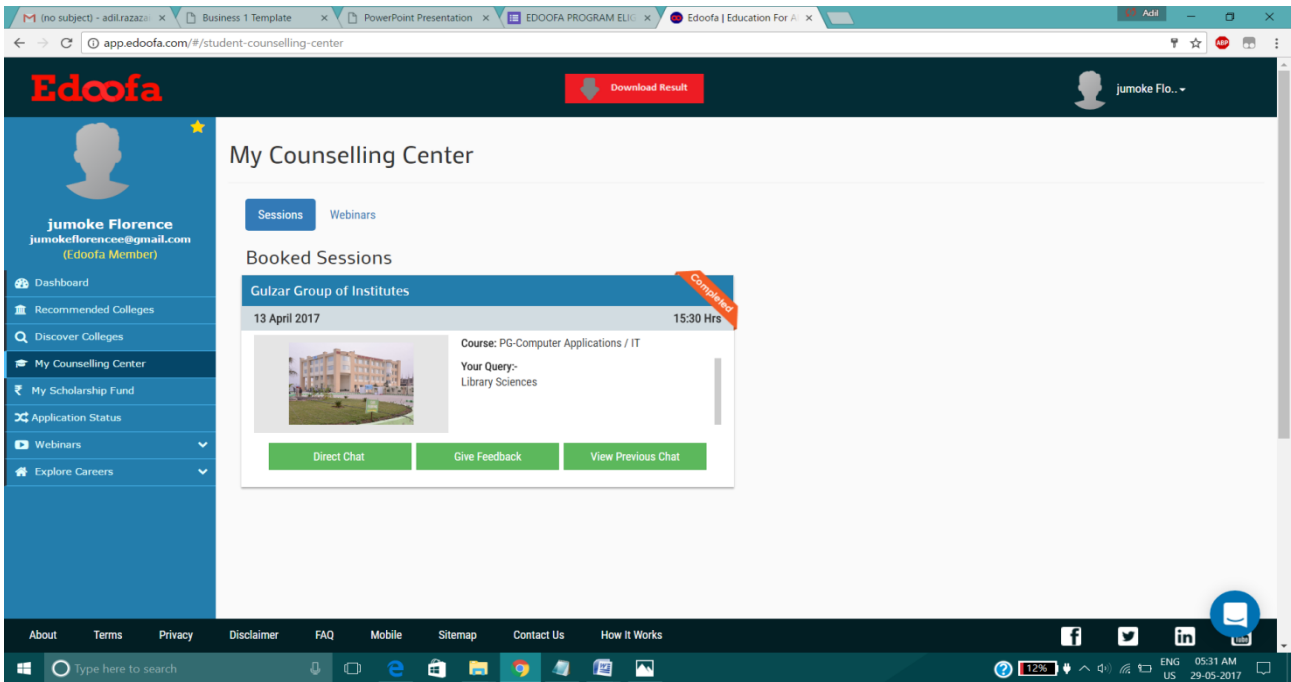 (no subject) - adil.razaza
Business 1 Template
PowerPoint Presentation
EDOOFA PROGRAM ELIG
Edoofa | Education For A
Adil
app.edoofa.com/#/student-counselling-center
ABP
Edoofa
Download Result
jumoke Flo..
jumoke Florence
jumokeflorencee@gmail.com
(Edoofa Member)
Dashboard
Recommended Colleges
Discover Colleges
My Counselling Center
₹ My Scholarship Fund
Application Status
Webinars
Explore Careers
My Counselling Center
Sessions Webinars
Booked Sessions
Gulzar Group of Institutes
Completed
13 April 2017 15:30 Hrs
Course: PG-Computer Applications / IT
Your Query:-
Library Sciences
Direct Chat Give Feedback View Previous Chat
About Terms Privacy Disclaimer FAQ Mobile Sitemap Contact Us How It Works
f in
Type here to search
12%
ENG 05:31 AM
US 29-05-2017